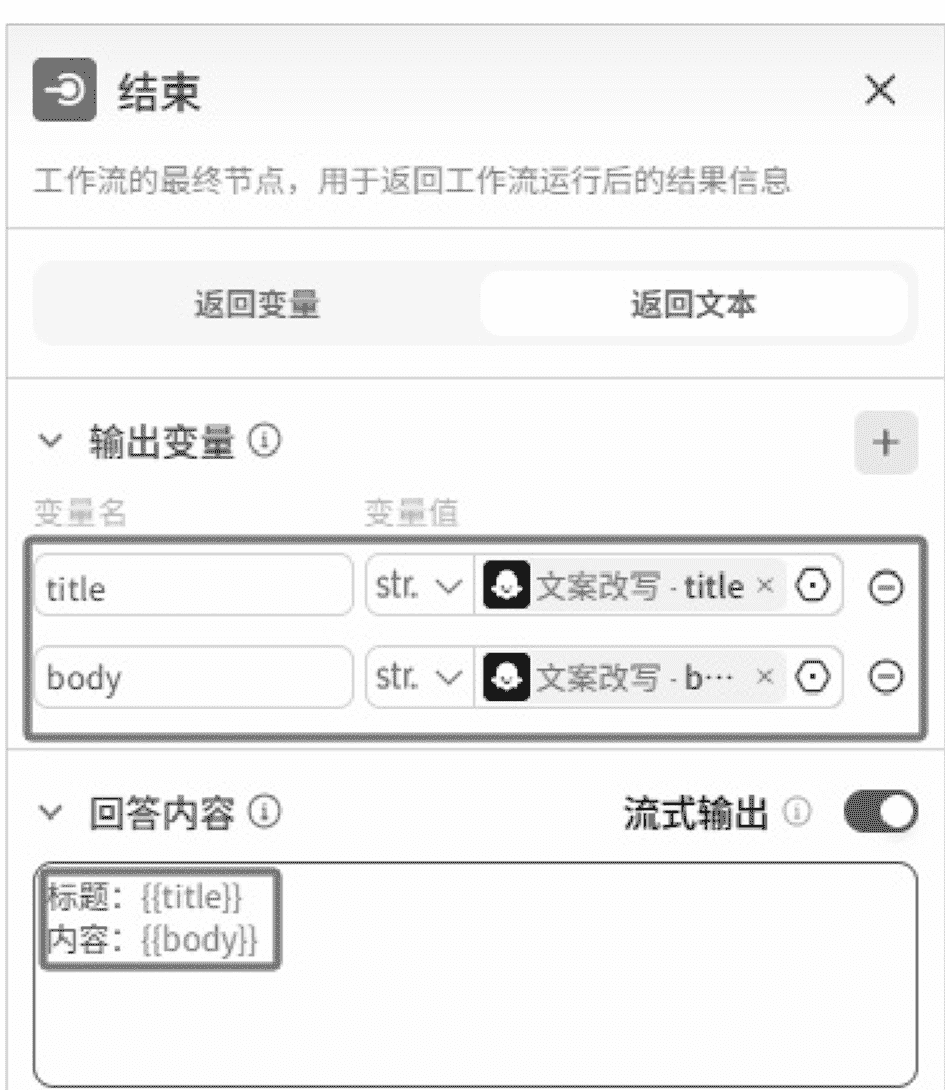 结束
工作流的最终节点，用于返回工作流运行后的结果信息
返回变量 返回文本
输出变量
变量名 变量值
title str. 文案改写 · title
body str. 文案改写 · b···
回答内容 流式输出
标题：{{title}}
内容：{{body}}